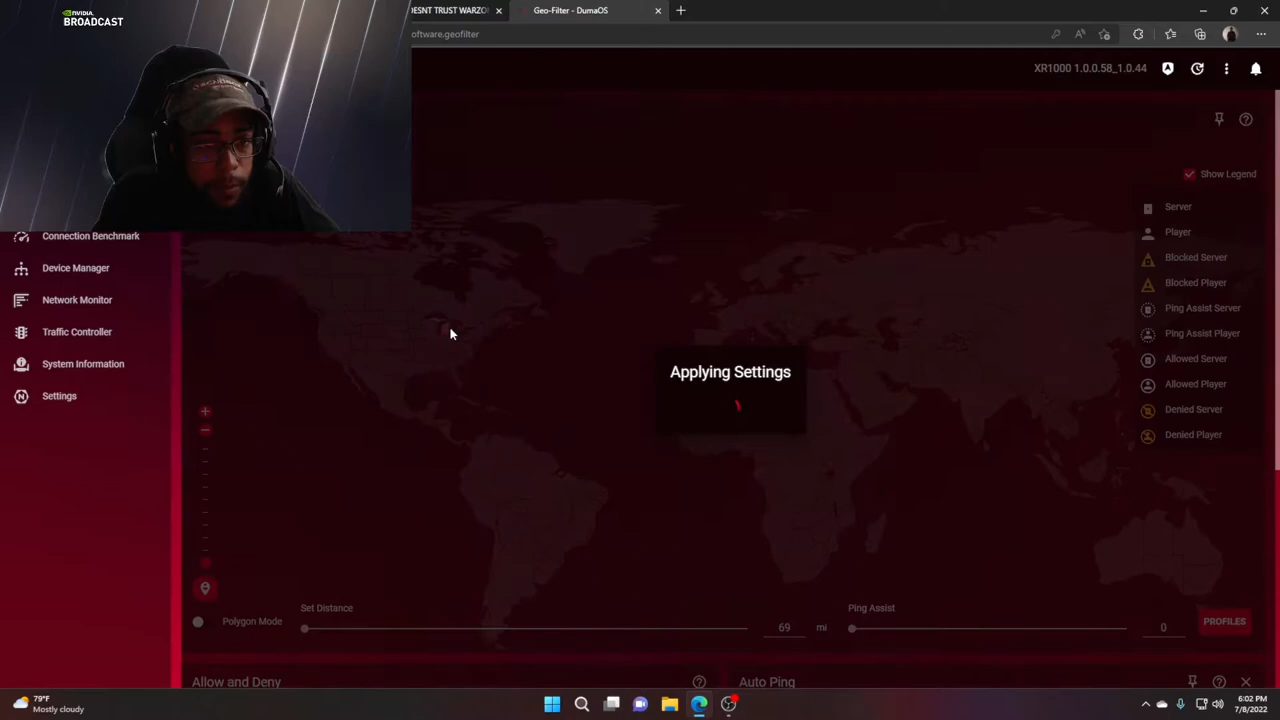 NVIDIA.
BROADCAST
DESNT TRUST WARZO
Geo-Filter - DumaOS
oftware.geofilter
XR1000 1.0.0.58_1.0.44
Show Legend
Server
Player
Blocked Server
Blocked Player
Ping Assist Server
Ping Assist Player
Allowed Server
Allowed Player
Denied Server
Denied Player
Connection Benchmark
Device Manager
Network Monitor
Traffic Controller
System Information
Settings
Applying Settings
Polygon Mode
Set Distance
69 mi
Ping Assist
0
PROFILES
Allow and Deny
Auto Ping
79°F
Mostly cloudy
6:02 PM
7/8/2022